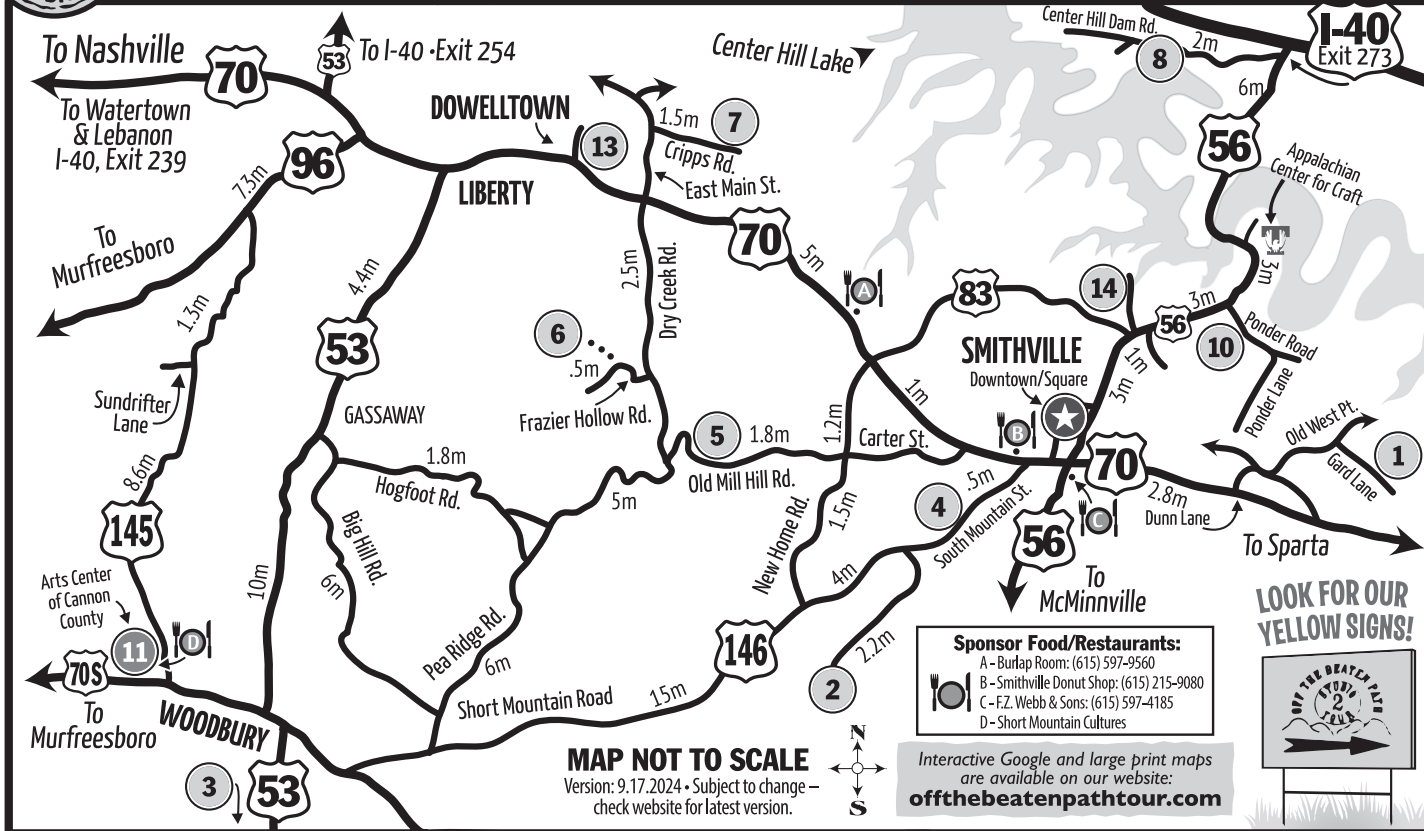 To Nashville
70
53
To I-40 • Exit 254
To Watertown
& Lebanon
I-40, Exit 239
96
7.3m
To
Murfreesboro
DOWELLTOWN
LIBERTY
13
Center Hill Lake
Center Hill Dam Rd.
2m
8
I-40
Exit 273
6m
56
Appalachian
Center for Craft
3m
1.5m
7
Cripps Rd.
East Main St.
70
5m
A
2.5m
Dry Creek Rd.
4.4m
53
1.3m
Sundrifter
Lane
6
.5m
Frazier Hollow Rd.
83
14
56
3m
10
Ponder Road
Ponder Lane
1m
3m
SMITHVILLE
Downtown/Square
B
1m
1.2m
Carter St.
5
1.8m
Old Mill Hill Rd.
GASSAWAY
1.8m
Hogfoot Rd.
5m
8.6m
145
Big Hill Rd.
6m
10m
New Home Rd.
1.5m
4
.5m
South Mountain St.
70
2.8m
Dunn Lane
Old West Pt.
Gard Lane
1
C
56
To
McMinnville
To Sparta
Arts Center
of Cannon
County
11
D
70S
To
Murfreesboro
WOODBURY
3
53
Pea Ridge Rd.
6m
Short Mountain Road
15m
146
4m
2.2m
2
MAP NOT TO SCALE
Version: 9.17.2024 • Subject to change –
check website for latest version.
N
S
Sponsor Food/Restaurants:
A - Burlap Room: (615) 597-9560
B - Smithville Donut Shop: (615) 215-9080
C - F.Z. Webb & Sons: (615) 597-4185
D - Short Mountain Cultures
Interactive Google and large print maps
are available on our website:
offthebeatenpathtour.com
LOOK FOR OUR
YELLOW SIGNS!
OFF THE BEATEN PATH
STUDIO
2
TOUR